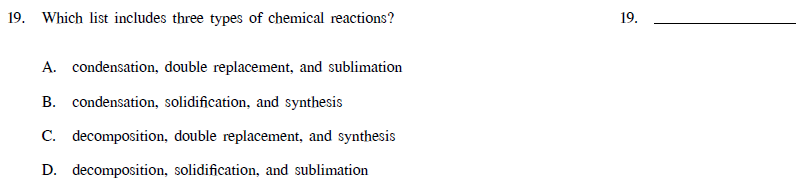 19. Which list includes three types of chemical reactions? 19.
A. condensation, double replacement, and sublimation
B. condensation, solidification, and synthesis
C. decomposition, double replacement, and synthesis
D. decomposition, solidification, and sublimation